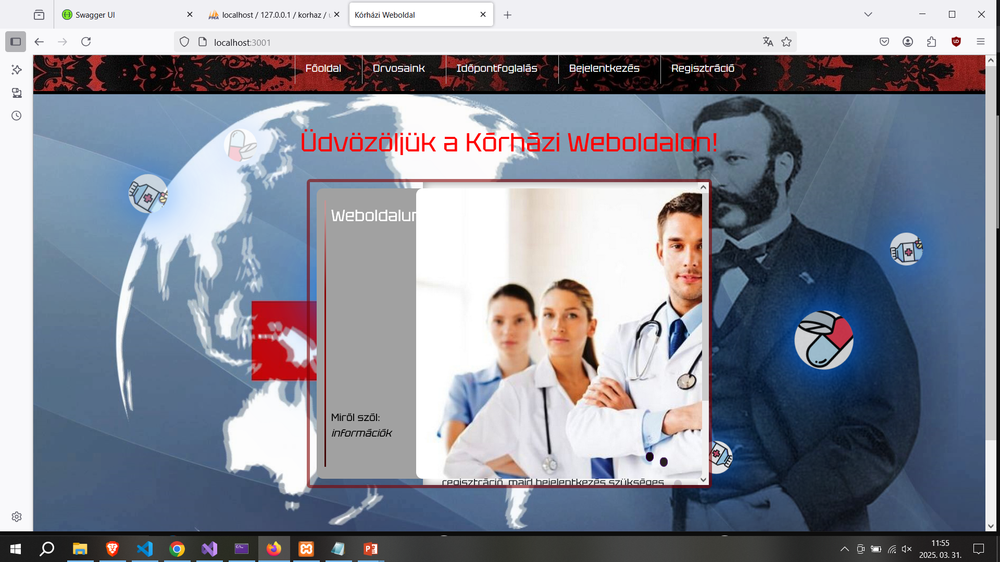 Swagger UI
localhost / 127.0.0.1 / korhaz / u
Kórházi Weboldal
localhost:3001
Főoldal
Orvosaink
Időpontfoglalás
Bejelentkezés
Regisztráció
Üdvözöljük a Kórházi Weboldalon!
Weboldalun
Miről szól:
információk
regisztráció, majd bejelentkezés szükséges
11:55
2025. 03. 31.